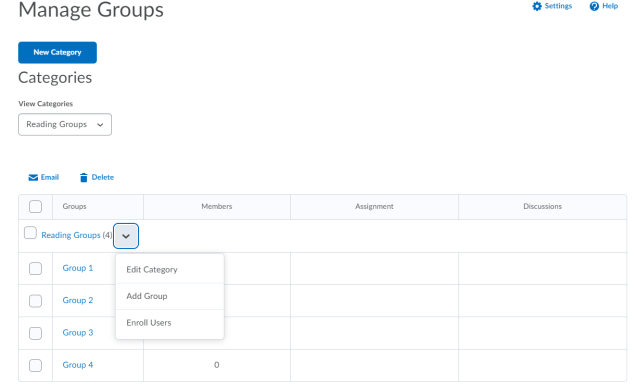 Manage Groups
Settings
Help
New Category
Categories
View Categories
Reading Groups
Email
Delete
Groups Members Assignment Discussions
Reading Groups (4)
Edit Category
Add Group
Enroll Users
Group 1
Group 2
Group 3
Group 4 0